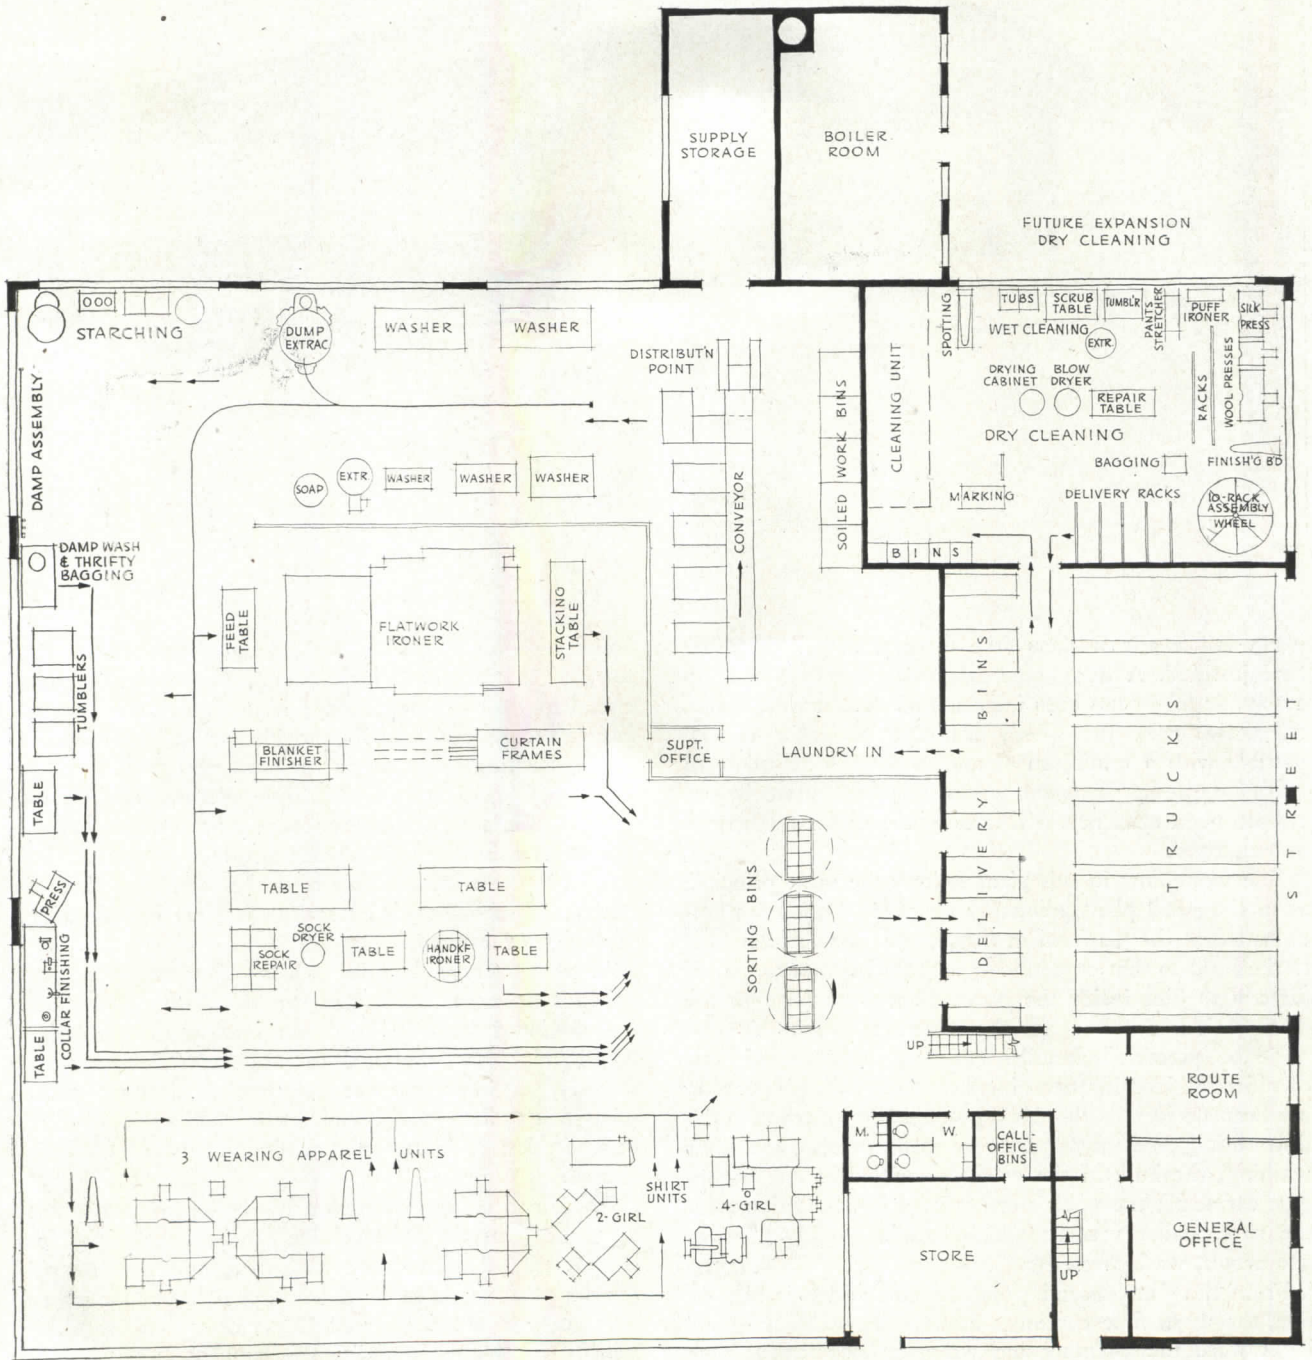 SUPPLY
STORAGE
BOILER
ROOM
FUTURE EXPANSION
DRY CLEANING
STARCHING
DUMP
EXTRAC
WASHER
WASHER
DISTRIBUT'N
POINT
SPOTTING
TUBS
SCRUB
TABLE
TUMBL'R
PANTS
STRETCHER
PUFF
IRONER
SILK
PRESS
WET CLEANING
EXTR.
DAMP ASSEMBLY
SOILED WORK BINS
CLEANING UNIT
DRYING
CABINET
BLOW
DRYER
REPAIR
TABLE
RACKS
WOOL PRESSES
DRY CLEANING
BAGGING
FINISH'G BD
SOAP
EXTR
WASHER
WASHER
WASHER
CONVEYOR
MARKING
DELIVERY RACKS
10-RACK
ASSEMBLY
WHEEL
BINS
DAMP WASH
& THRIFTY
BAGGING
FEED
TABLE
FLATWORK
IRONER
STACKING
TABLE
TUMBLERS
BLANKET
FINISHER
CURTAIN
FRAMES
SUPT.
OFFICE
LAUNDRY IN
DELIVERY BINS
TRUCKS
STREET
TABLE
PRESS
TABLE
TABLE
SORTING BINS
SOCK
DRYER
SOCK
REPAIR
TABLE
HANDK'F
IRONER
TABLE
COLLAR FINISHING
TABLE
UP
ROUTE
ROOM
M.
W.
CALL-
OFFICE
BINS
3 WEARING APPAREL UNITS
SHIRT
UNITS
2-GIRL
4-GIRL
STORE
UP
GENERAL
OFFICE